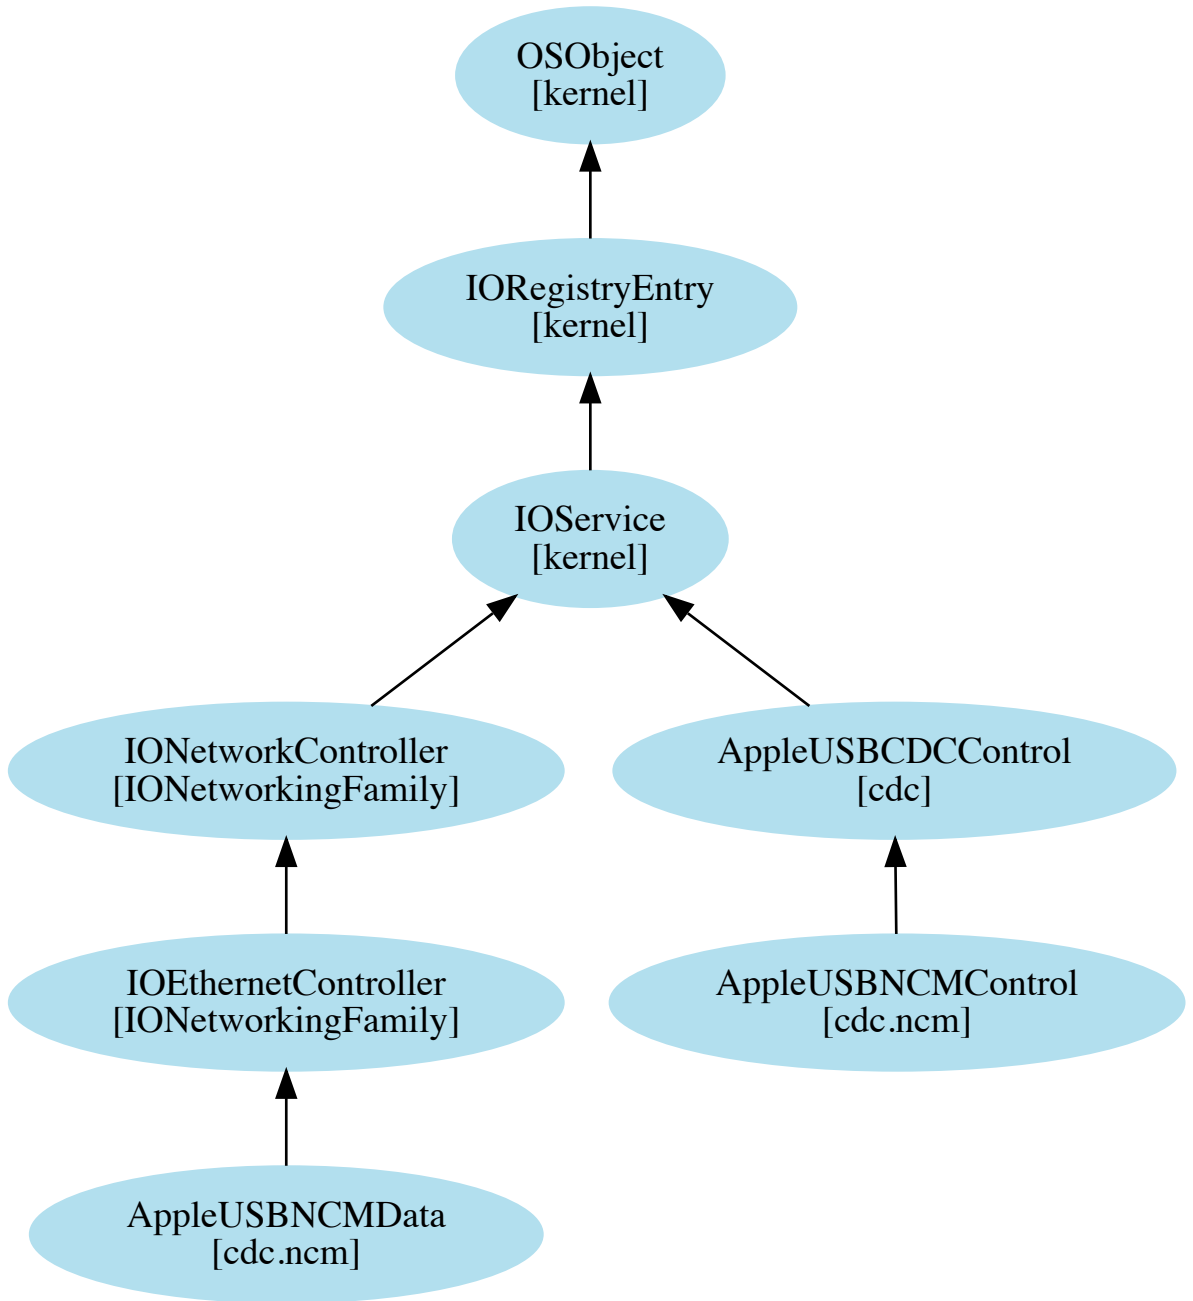 OSObject
[kernel]
IORegistryEntry
[kernel]
IOService
[kernel]
IONetworkController
[IONetworkingFamily]
AppleUSBCDCControl
[cdc]
IOEthernetController
[IONetworkingFamily]
AppleUSBNCMControl
[cdc.ncm]
AppleUSBNCMData
[cdc.ncm]